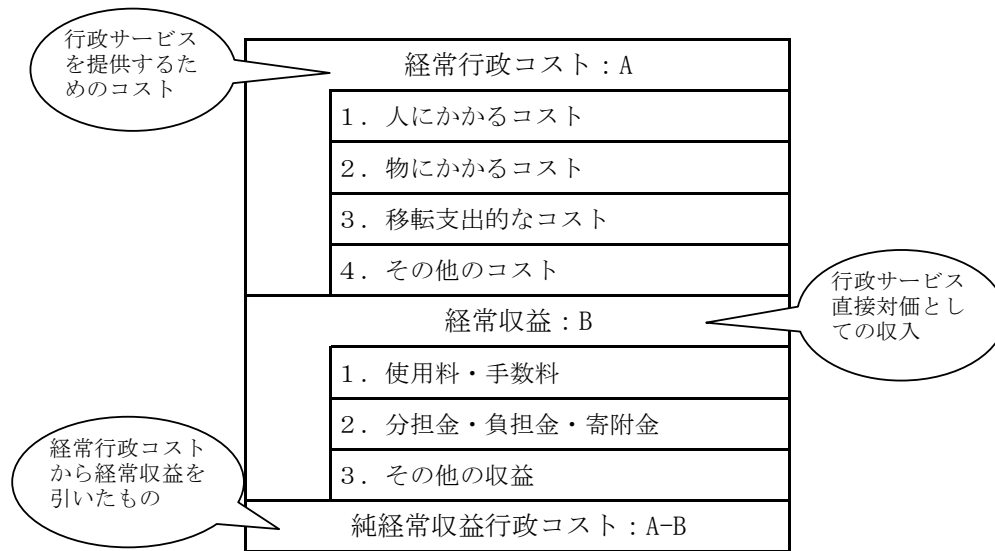 行政サービス
を提供するた
めのコスト
経常行政コスト：A
１．人にかかるコスト
２．物にかかるコスト
３．移転支出的なコスト
４．その他のコスト
経常収益：B
行政サービス
直接対価とし
ての収入
１．使用料・手数料
２．分担金・負担金・寄附金
３．その他の収益
経常行政コスト
から経常収益を
引いたもの
純経常収益行政コスト：A-B